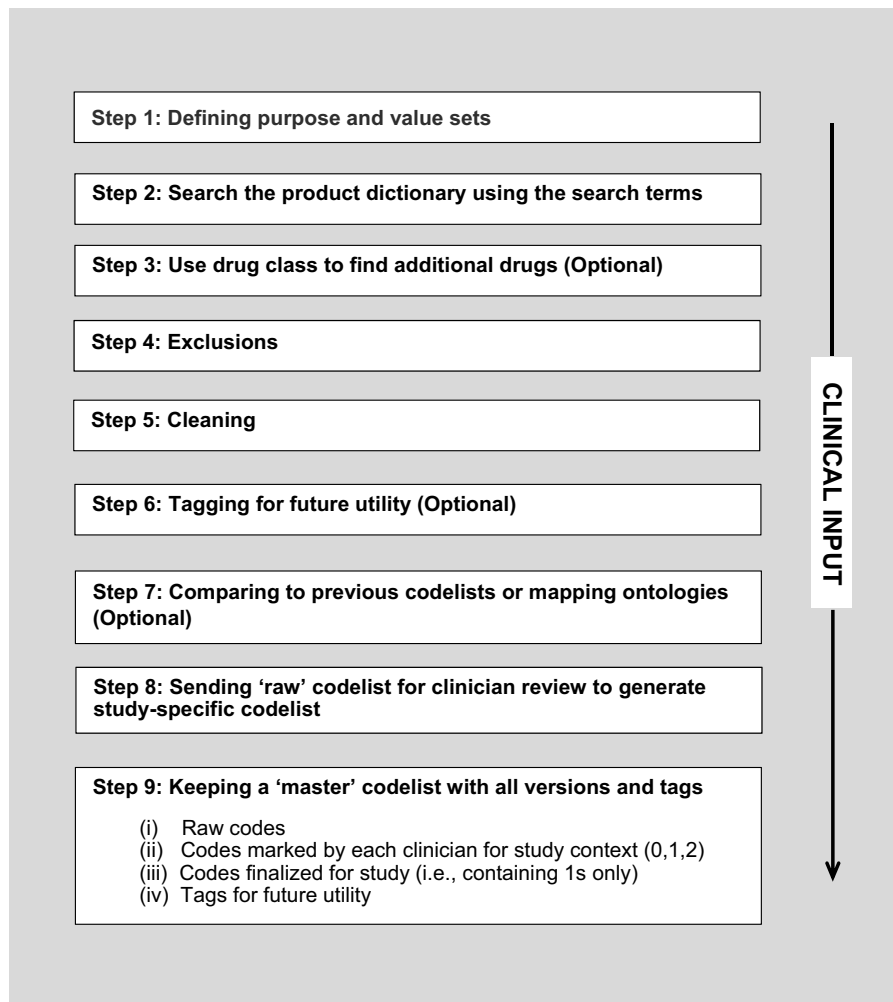 Step 1: Defining purpose and value sets
Step 2: Search the product dictionary using the search terms
Step 3: Use drug class to find additional drugs (Optional)
Step 4: Exclusions
Step 5: Cleaning
Step 6: Tagging for future utility (Optional)
Step 7: Comparing to previous codelists or mapping ontologies
(Optional)
Step 8: Sending ‘raw’ codelist for clinician review to generate
study-specific codelist
Step 9: Keeping a ‘master’ codelist with all versions and tags
(i) Raw codes
(ii) Codes marked by each clinician for study context (0,1,2)
(iii) Codes finalized for study (i.e., containing 1s only)
(iv) Tags for future utility
CLINICAL INPUT